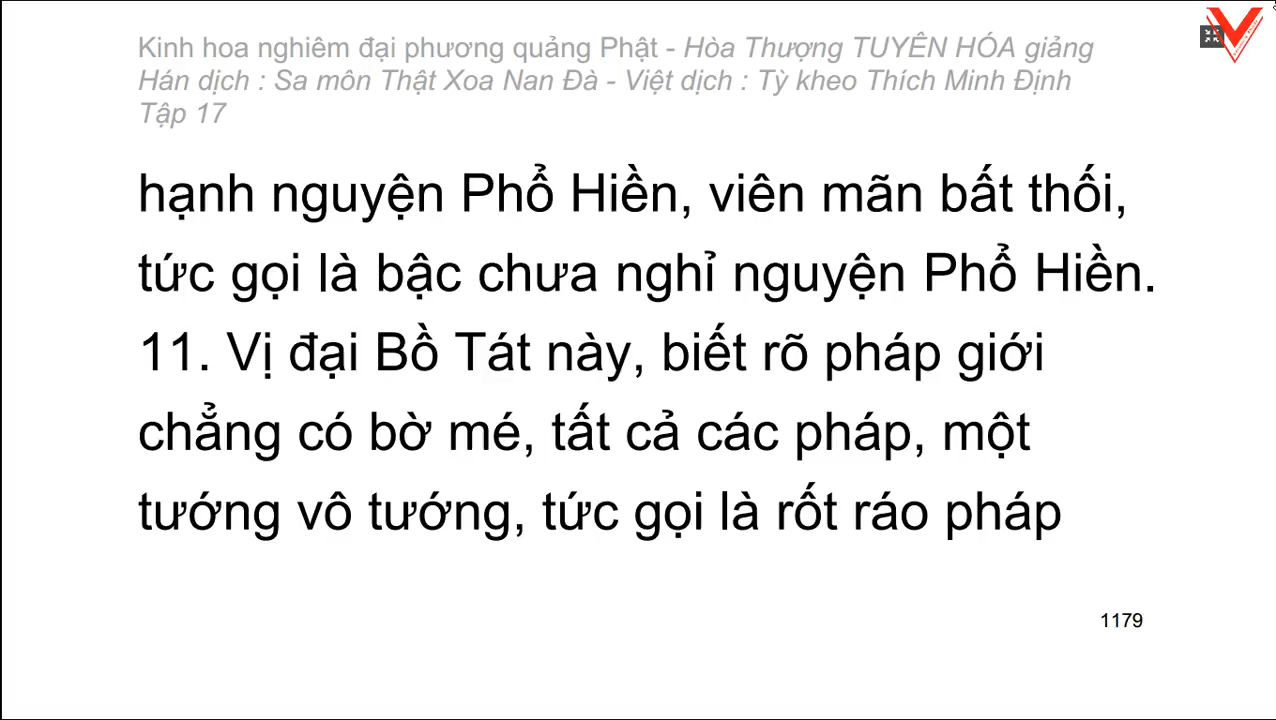 Kinh hoa nghiêm đại phương quảng Phật - Hòa Thượng TUYÊN HÓA giảng
Hán dịch : Sa môn Thật Xoa Nan Đà - Việt dịch : Tỳ kheo Thích Minh Định
Tập 17
hạnh nguyện Phổ Hiền, viên mãn bất thối,
tức gọi là bậc chưa nghỉ nguyện Phổ Hiền.
11. Vị đại Bồ Tát này, biết rõ pháp giới
chẳng có bờ mé, tất cả các pháp, một
tướng vô tướng, tức gọi là rốt ráo pháp
1179